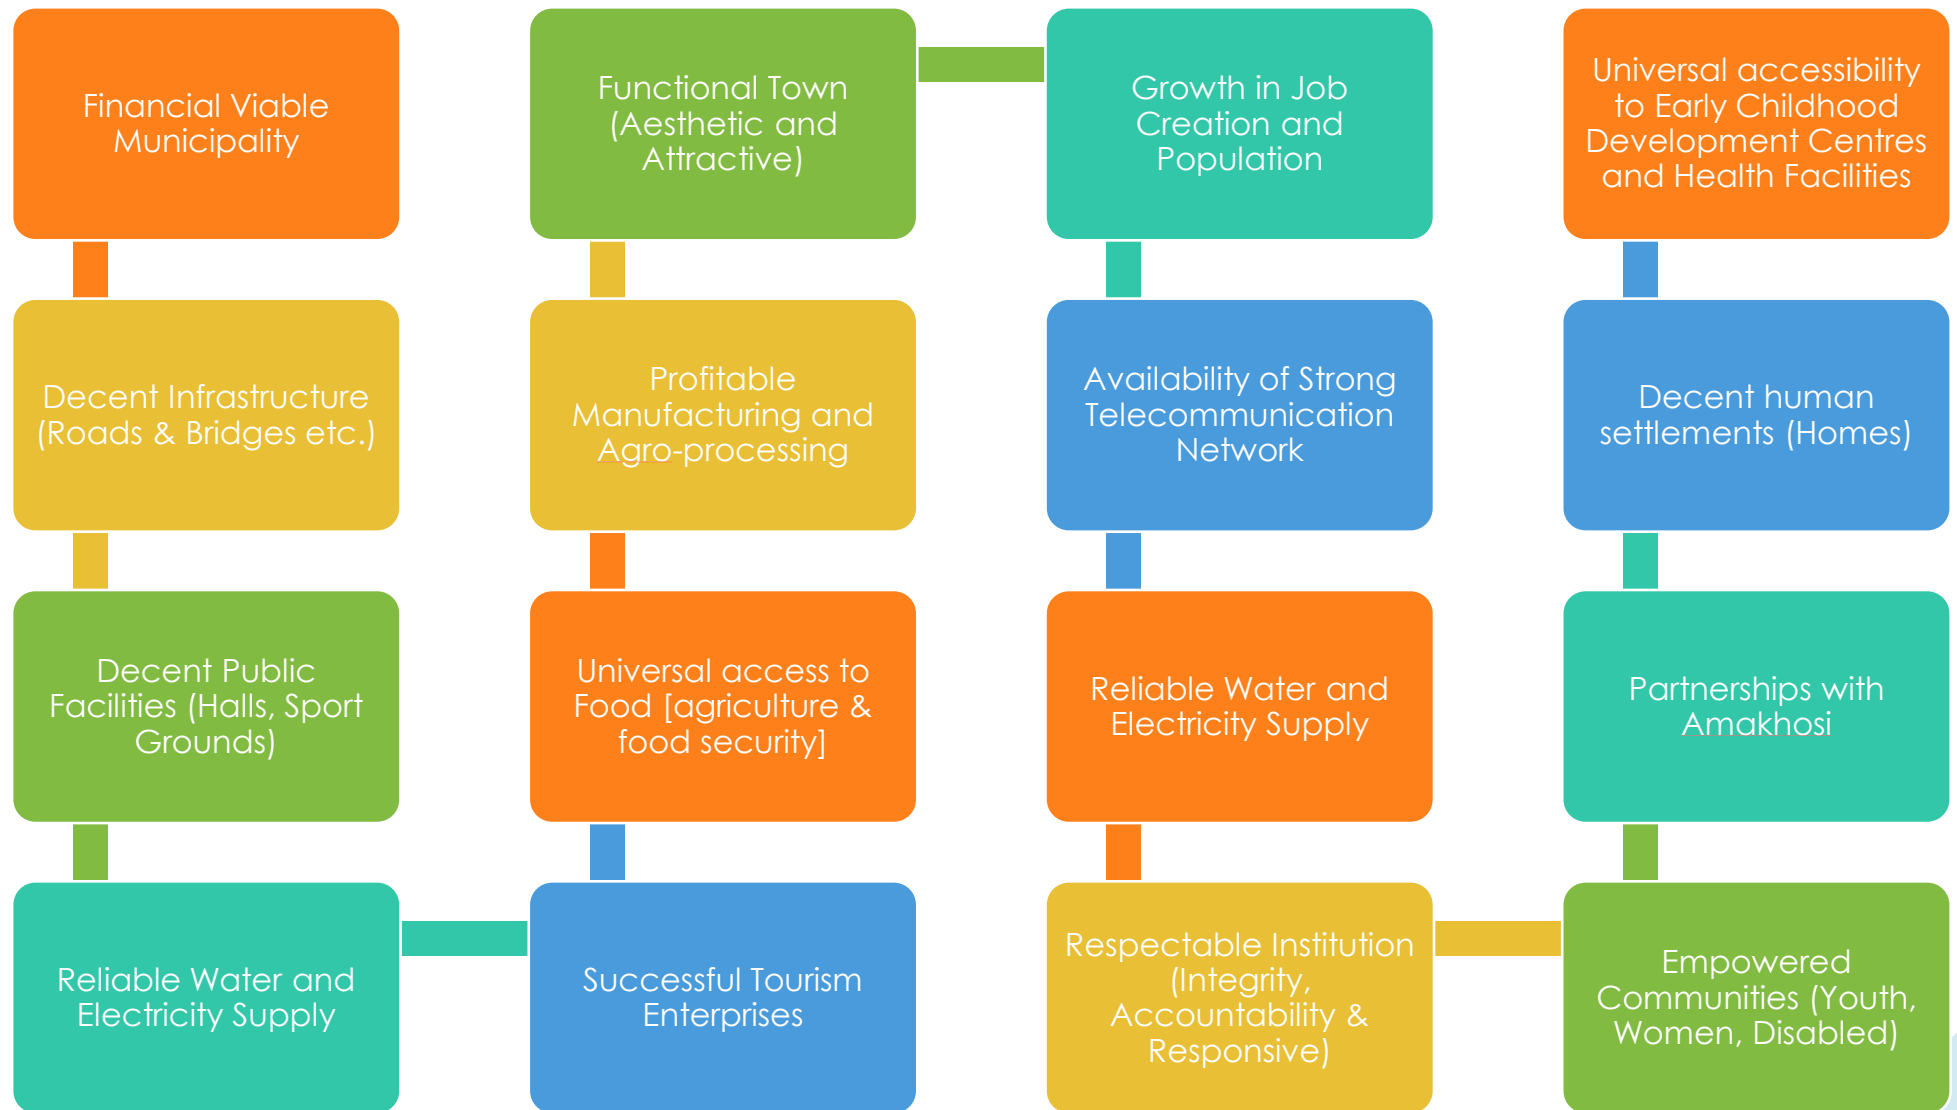 Financial Viable
Municipality
Decent Infrastructure
(Roads & Bridges etc.)
Decent Public
Facilities (Halls, Sport
Grounds)
Reliable Water and
Electricity Supply
Successful Tourism
Enterprises
Universal access to
Food [agriculture &
food security]
Profitable
Manufacturing and
Agro-processing
Functional Town
(Aesthetic and
Attractive)
Growth in Job
Creation and
Population
Availability of Strong
Telecommunication
Network
Reliable Water and
Electricity Supply
Respectable Institution
(Integrity,
Accountability &
Responsive)
Empowered
Communities (Youth,
Women, Disabled)
Partnerships with
Amakhosi
Decent human
settlements (Homes)
Universal accessibility
to Early Childhood
Development Centres
and Health Facilities